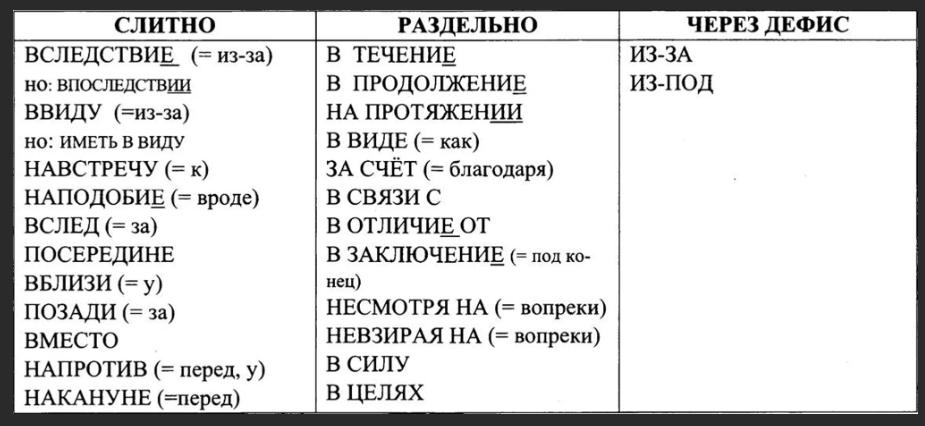 СЛИТНО
РАЗДЕЛЬНО
ЧЕРЕЗ ДЕФИС
ВСЛЕДСТВИЕ (= из-за)
но: ВПОСЛЕДСТВИИ
ВВИДУ (=из-за)
но: ИМЕТЬ В ВИДУ
НАВСТРЕЧУ (= к)
НАПОДОБИЕ (= вроде)
ВСЛЕД (= за)
ПОСЕРЕДИНЕ
ВБЛИЗИ (= у)
ПОЗАДИ (= за)
ВМЕСТО
НАПРОТИВ (= перед, у)
НАКАНУНЕ (=перед)
В ТЕЧЕНИЕ
В ПРОДОЛЖЕНИЕ
НА ПРОТЯЖЕНИИ
В ВИДЕ (= как)
ЗА СЧЁТ (= благодаря)
В СВЯЗИ С
В ОТЛИЧИЕ ОТ
В ЗАКЛЮЧЕНИЕ (= под ко-
нец)
НЕСМОТРЯ НА (= вопреки)
НЕВЗИРАЯ НА (= вопреки)
В СИЛУ
В ЦЕЛЯХ
ИЗ-ЗА
ИЗ-ПОД